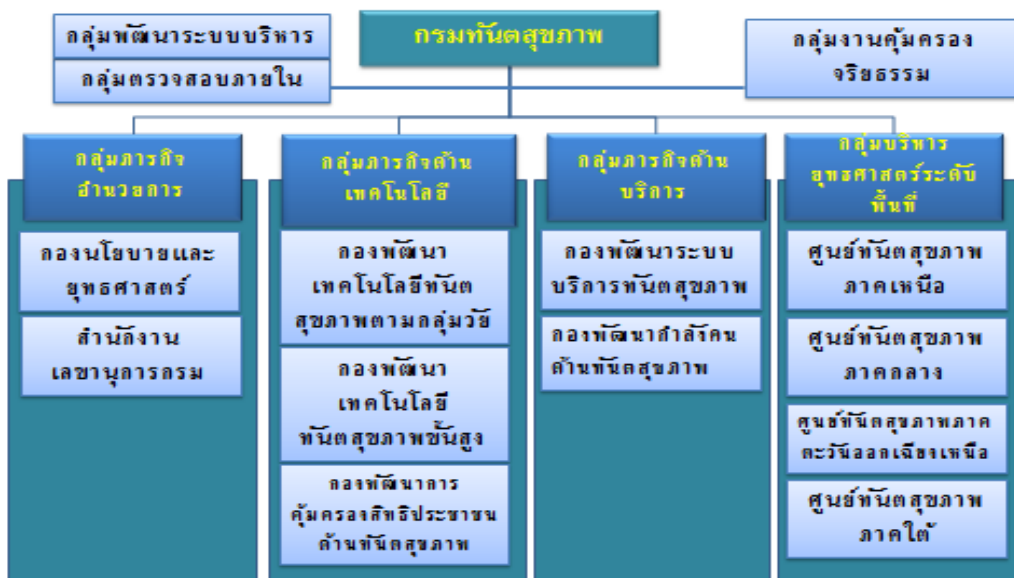 กลุ่มพัฒนาระบบบริหาร
กลุ่มตรวจสอบภายใน
กรมทันตสุขภาพ
กลุ่มงานคุ้มครอง
จริยธรรม
กลุ่มภารกิจ
อำนวยการ
กองนโยบายและ
ยุทธศาสตร์
สำนักงาน
เลขานุการกรม
กลุ่มภารกิจด้าน
เทคโนโลยี
กองพัฒนา
เทคโนโลยีทันต
สุขภาพตามกลุ่มวัย
กองพัฒนา
เทคโนโลยี
ทันตสุขภาพขั้นสูง
กองพัฒนาการ
คุ้มครองสิทธิประชาชน
ด้านทันตสุขภาพ
กลุ่มภารกิจด้าน
บริการ
กองพัฒนาระบบ
บริการทันตสุขภาพ
กองพัฒนากำลังคน
ด้านทันตสุขภาพ
กลุ่มบริหาร
ยุทธศาสตร์ระดับ
พื้นที่
ศูนย์ทันตสุขภาพ
ภาคเหนือ
ศูนย์ทันตสุขภาพ
ภาคกลาง
ศูนย์ทันตสุขภาพภาค
ตะวันออกเฉียงเหนือ
ศูนย์ทันตสุขภาพ
ภาคใต้